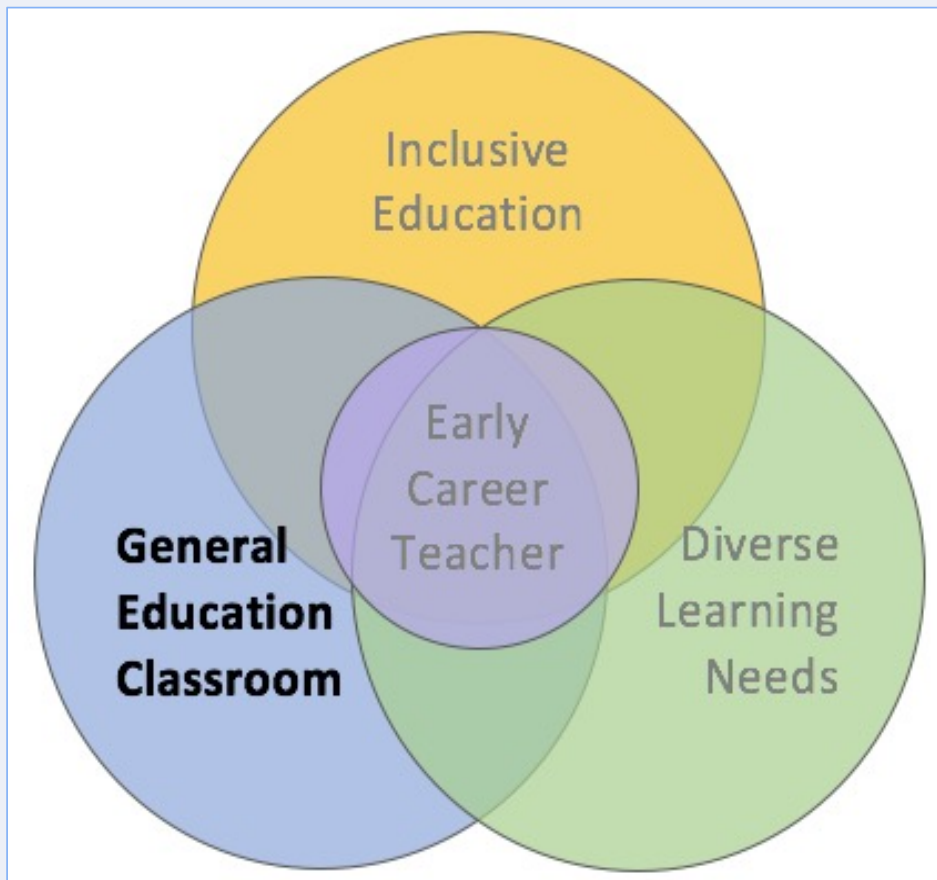 Inclusive
Education
Early
Career
Teacher
General
Education
Classroom
Diverse
Learning
Needs